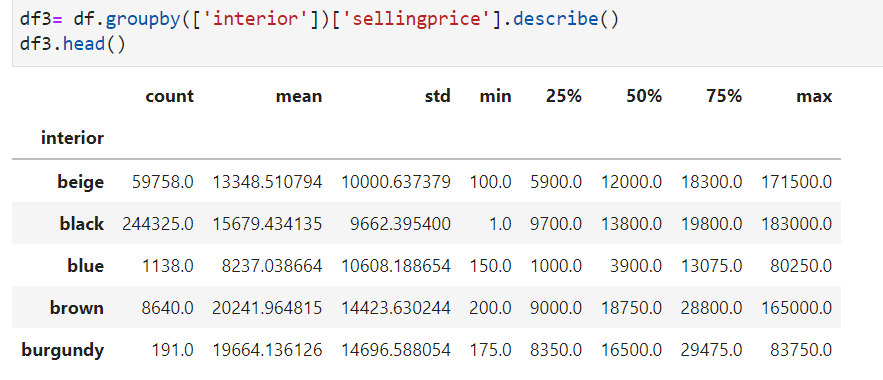 df3= df.groupby(['interior'])['sellingprice'].describe()
df3.head()
count mean std min 25% 50% 75% max
interior
beige 59758.0 13348.510794 10000.637379 100.0 5900.0 12000.0 18300.0 171500.0
black 244325.0 15679.434135 9662.395400 1.0 9700.0 13800.0 19800.0 183000.0
blue 1138.0 8237.038664 10608.188654 150.0 1000.0 3900.0 13075.0 80250.0
brown 8640.0 20241.964815 14423.630244 200.0 9000.0 18750.0 28800.0 165000.0
burgundy 191.0 19664.136126 14696.588054 175.0 8350.0 16500.0 29475.0 83750.0